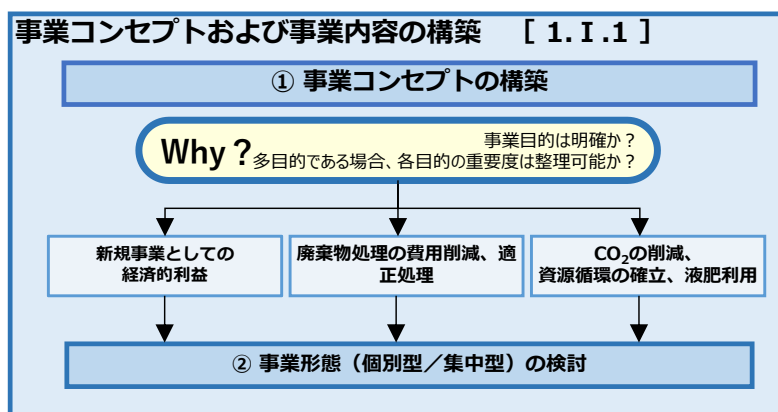 事業コンセプトおよび事業内容の構築 [ 1.Ⅰ.1 ]
① 事業コンセプトの構築
Why？
事業目的は明確か？
多目的である場合、各目的の重要度は整理可能か？
新規事業としての
経済的利益
廃棄物処理の費用削減、適
正処理
CO₂の削減、
資源循環の確立、液肥利用
② 事業形態（個別型／集中型）の検討